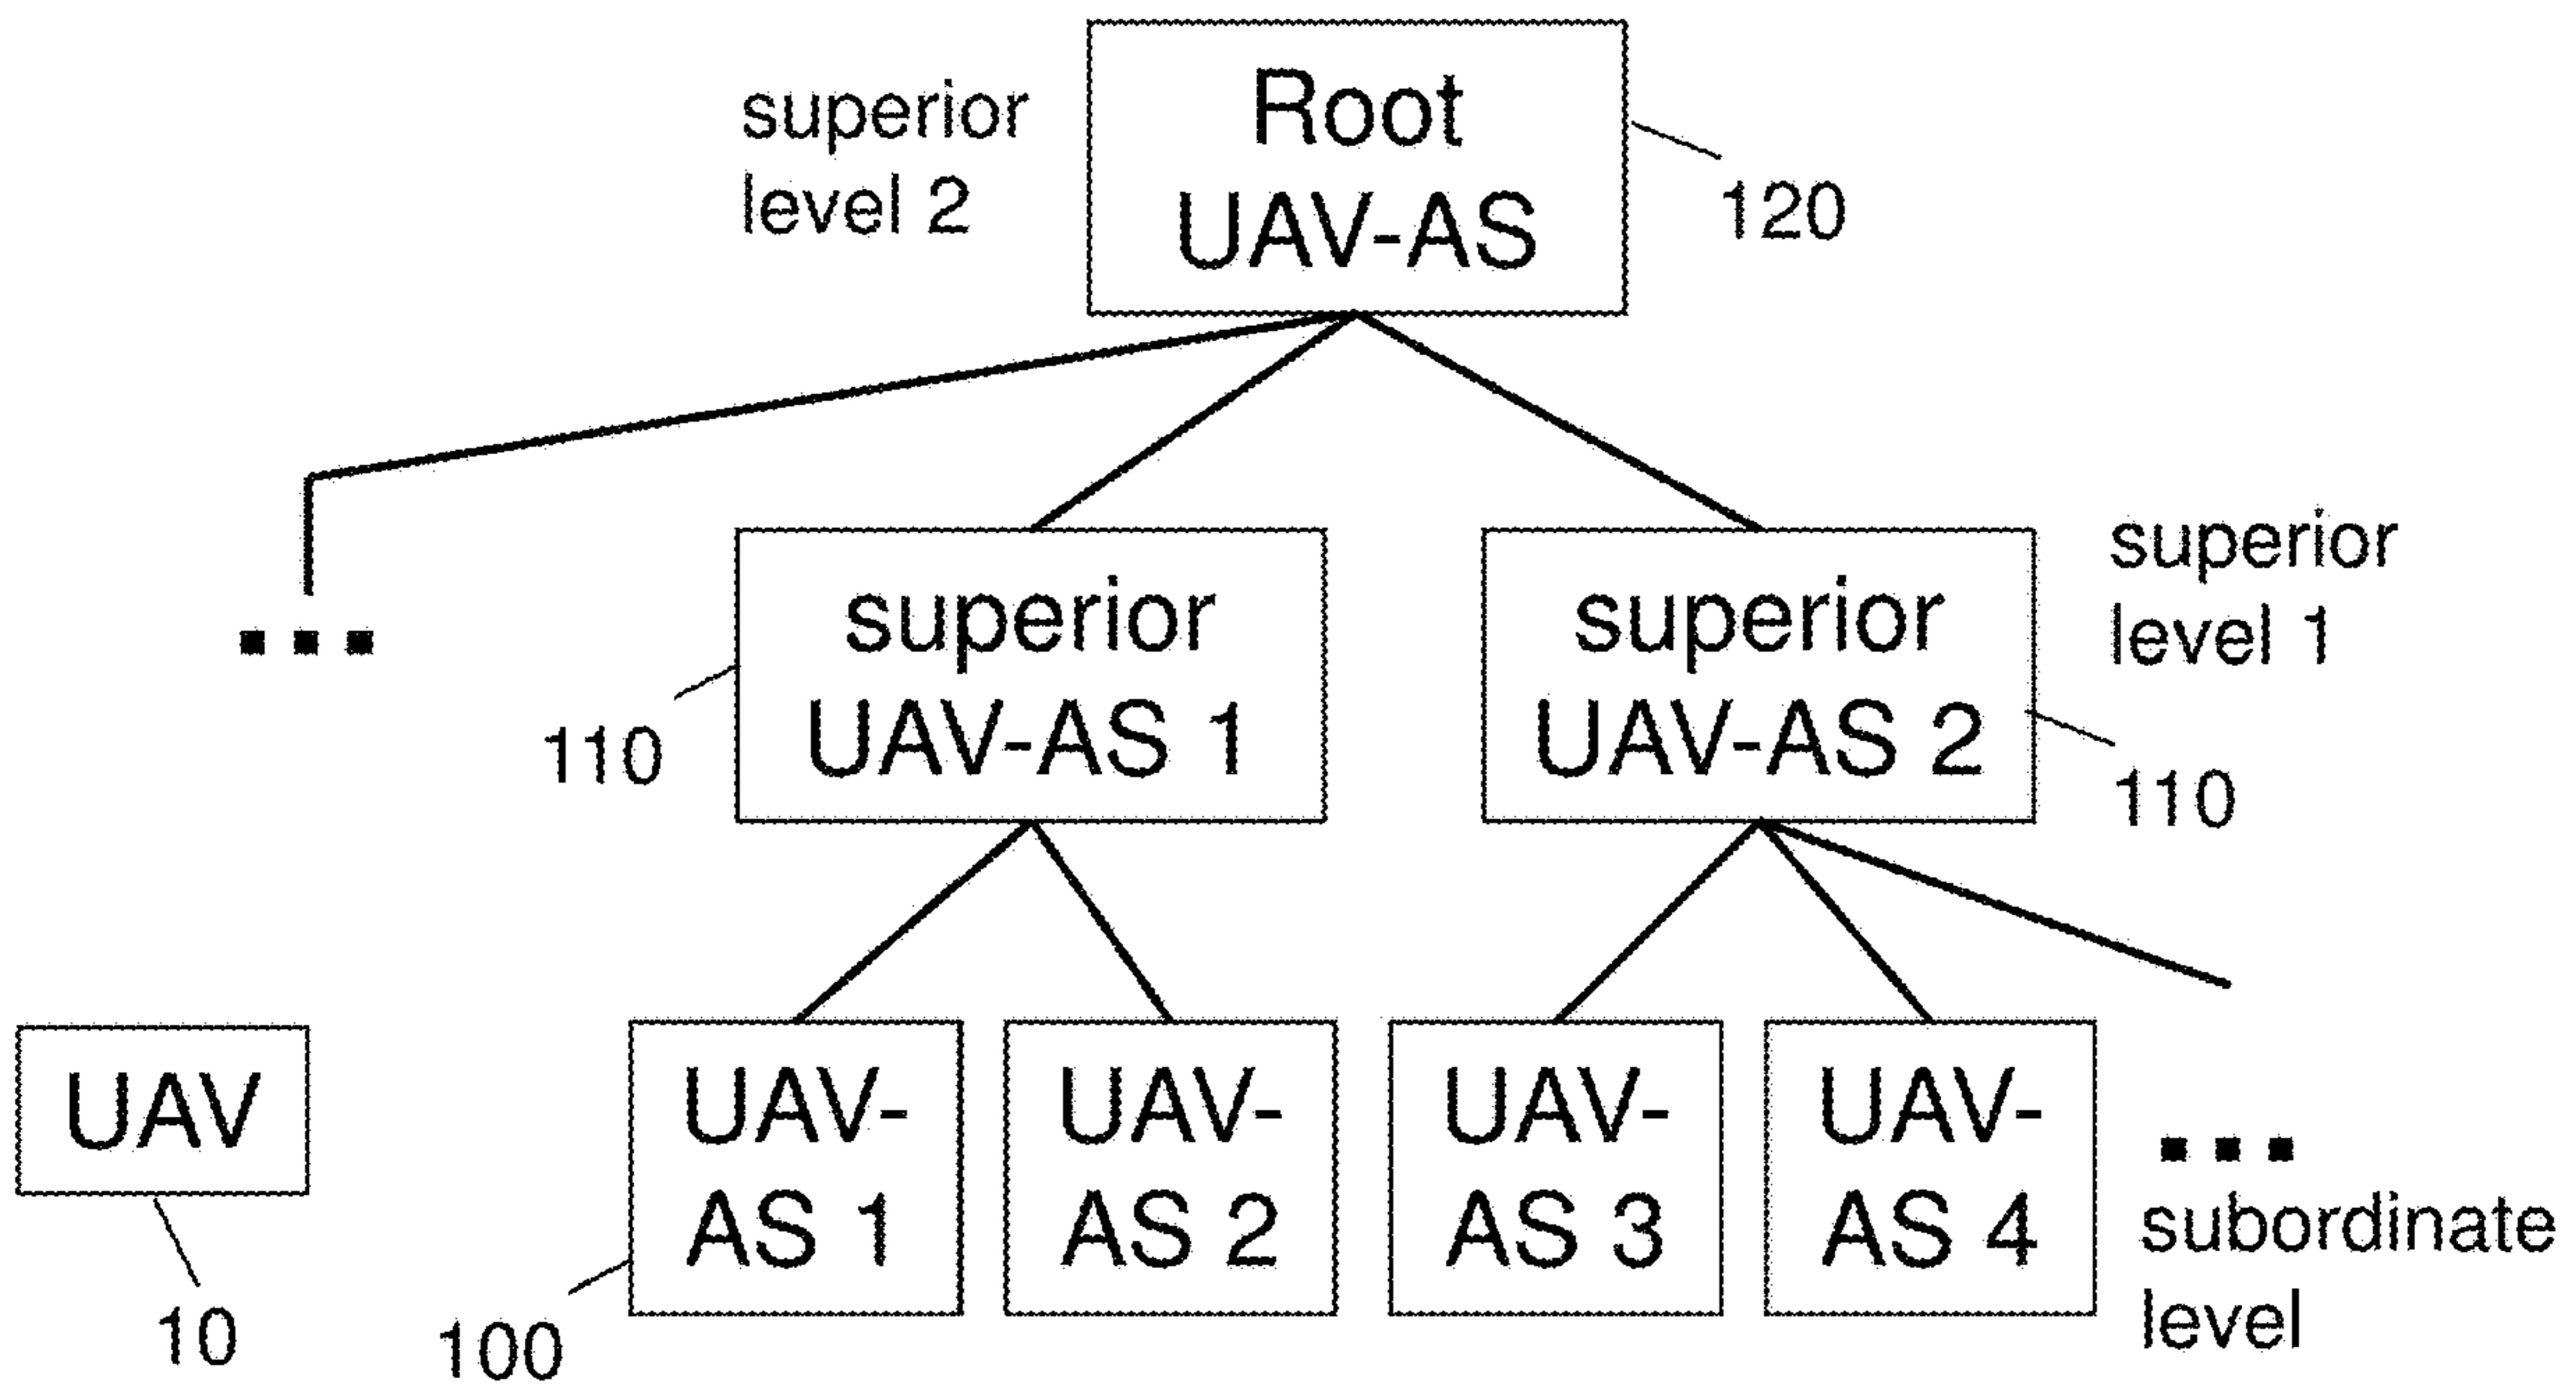 superior
level 2
Root
UAV-AS
120
superior
UAV-AS 1
110
superior
UAV-AS 2
110
superior
level 1
UAV
10
UAV-
AS 1
100
UAV-
AS 2
UAV-
AS 3
UAV-
AS 4
...
...
subordinate
level